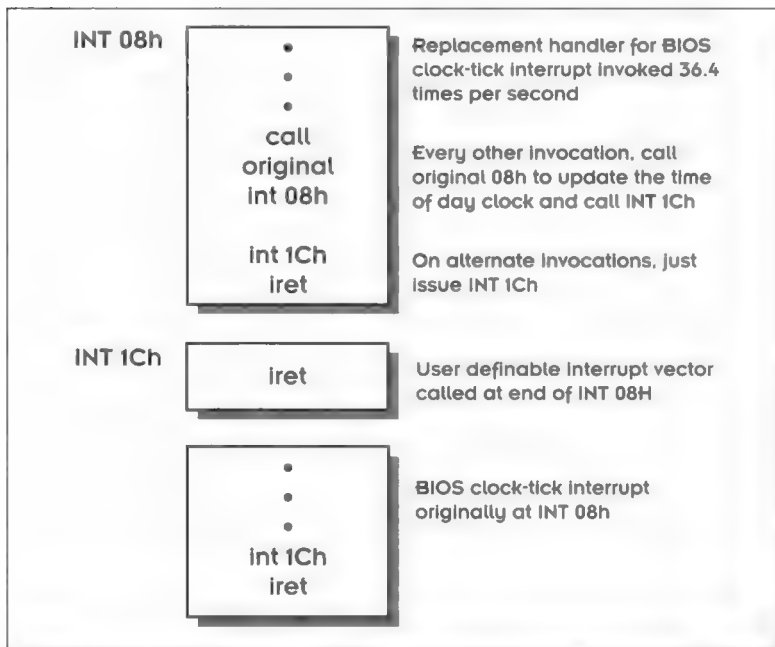 INT 08h
call
original
int 08h
int 1Ch
iret
Replacement handler for BIOS
clock-tick interrupt invoked 36.4
times per second
Every other invocation, call
original 08h to update the time
of day clock and call INT 1Ch
On alternate invocations, just
issue INT 1Ch
INT 1Ch
iret
User definable interrupt vector
called at end of INT 08H
int 1Ch
iret
BIOS clock-tick interrupt
originally at INT 08h